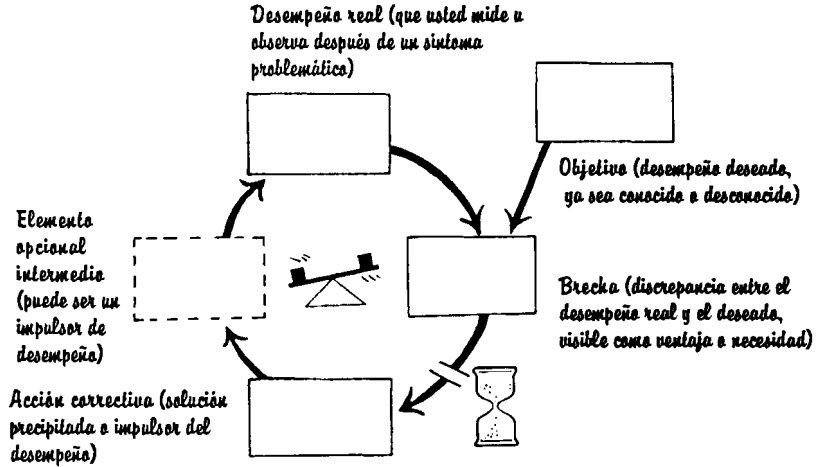 Desempeño real (que usted mide u
observa después de un síntoma
problemático)
Objetivo (desempeño deseado,
ya sea conocido o desconocido)
Elemento
opcional
intermedio
(puede ser un
impulsor de
desempeño)
Brecha (discrepancia entre el
desempeño real y el deseado,
visible como ventaja o necesidad)
Acción correctiva (solución
precipitada o impulsor del
desempeño)